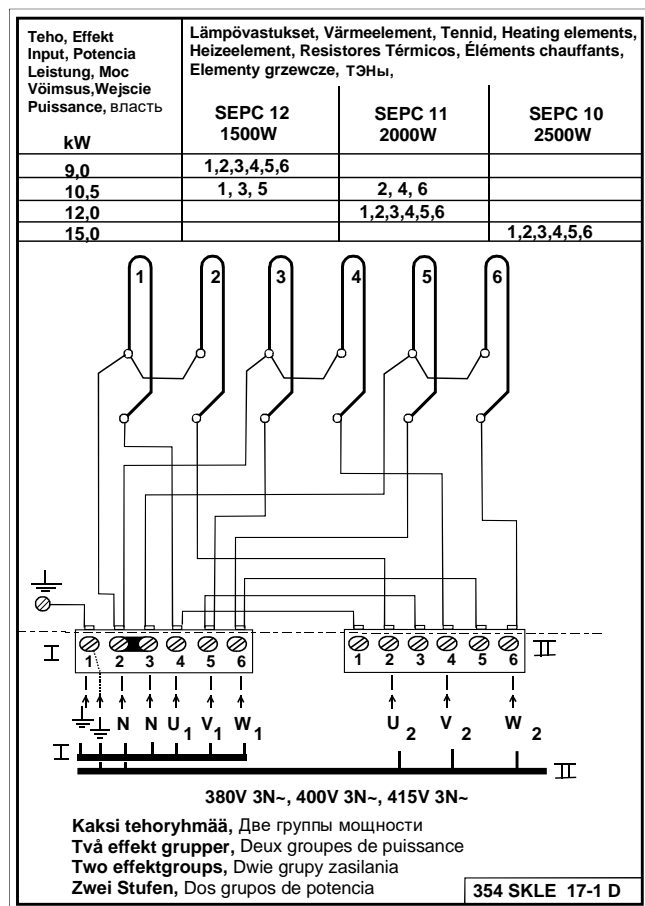 Teho, Effekt
Input, Potencia
Leistung, Moc
Vöimsus,Wejscie
Puissance, власть
kW
Lämpövastukset, Värmeelement, Tennid, Heating elements,
Heizeelement, Resistores Térmicos, Éléments chauffants,
Elementy grzewcze, ТЭНы,
SEPC 12 SEPC 11 SEPC 10
1500W 2000W 2500W
9,0 1,2,3,4,5,6
10,5 1, 3, 5 2, 4, 6
12,0 1,2,3,4,5,6
15,0 1,2,3,4,5,6
1 2 3 4 5 6
I 1 2 3 4 5 6 1 2 3 4 5 6 II
N N U1 V1 W1 U2 V2 W2
I
II
380V 3N~, 400V 3N~, 415V 3N~
Kaksi tehoryhmää, Две группы мощности
Två effekt grupper, Deux groupes de puissance
Two effektgroups, Dwie grupy zasilania
Zwei Stufen, Dos grupos de potencia
354 SKLE 17-1 D